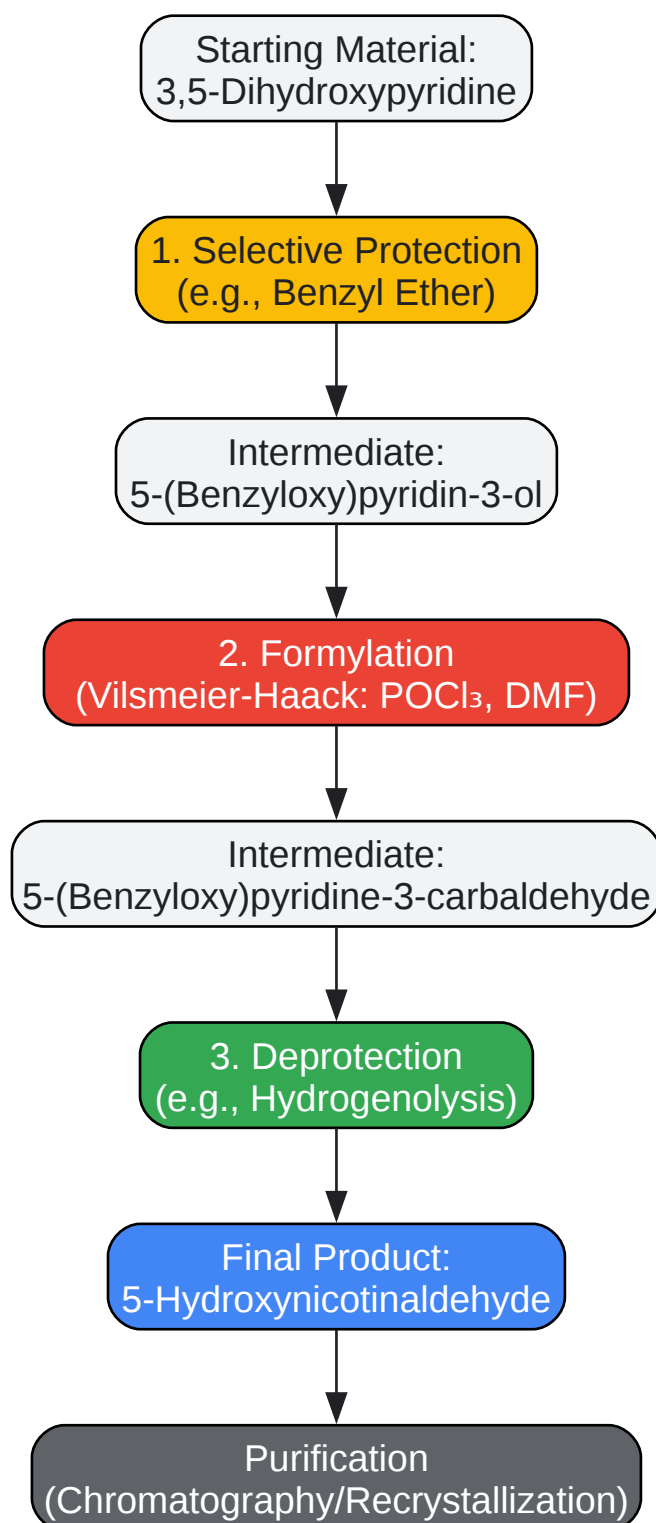 Starting Material:
3,5-Dihydroxypyridine
1. Selective Protection
(e.g., Benzyl Ether)
Intermediate:
5-(Benzyloxy)pyridin-3-ol
2. Formylation
(Vilsmeier-Haack: POCl₃, DMF)
Intermediate:
5-(Benzyloxy)pyridine-3-carbaldehyde
3. Deprotection
(e.g., Hydrogenolysis)
Final Product:
5-Hydroxynicotinaldehyde
Purification
(Chromatography/Recrystallization)